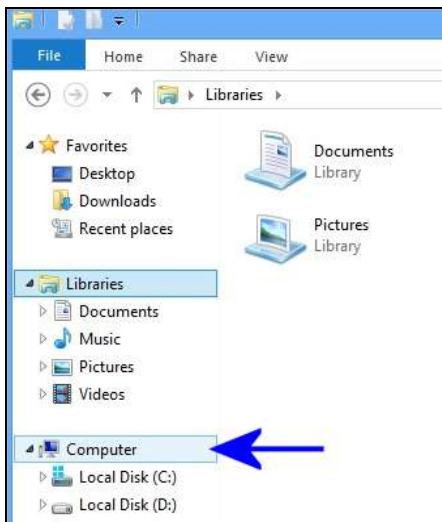 File Home Share View
Libraries
Favorites
Desktop
Downloads
Recent places
Libraries
Documents
Music
Pictures
Videos
Computer
Local Disk (C:)
Local Disk (D:)
Documents
Library
Pictures
Library